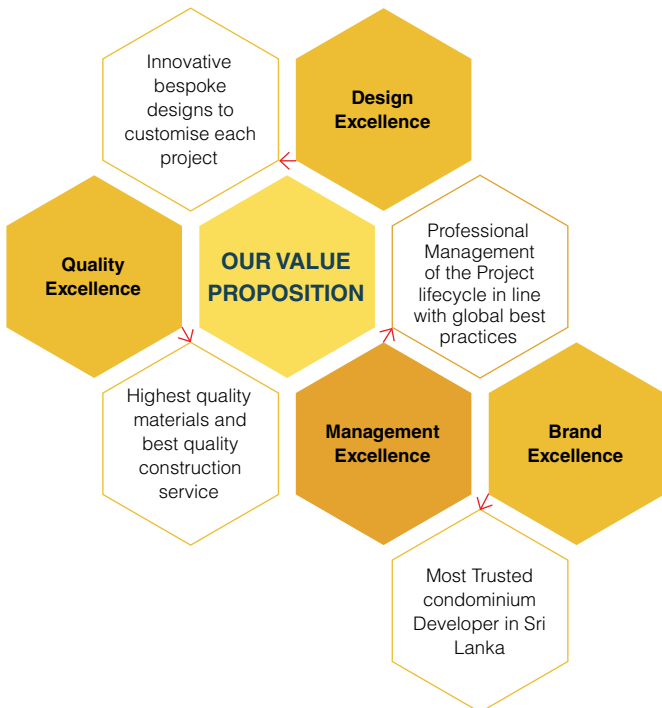 Innovative
bespoke
designs to
customise each
project
Design
Excellence
Quality
Excellence
OUR VALUE
PROPOSITION
Professional
Management
of the Project
lifecycle in line
with global best
practices
Highest quality
materials and
best quality
construction
service
Management
Excellence
Brand
Excellence
Most Trusted
condominium
Developer in Sri
Lanka